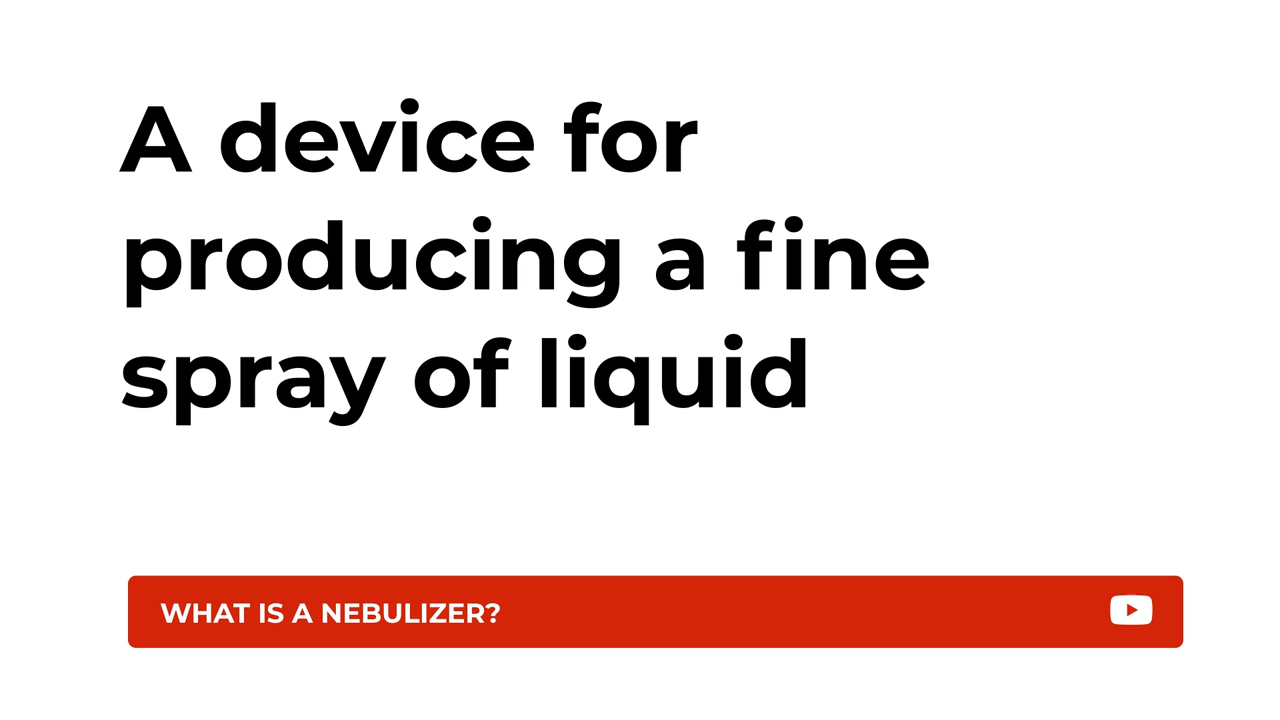 A device for
producing a fine
spray of liquid
WHAT IS A NEBULIZER?